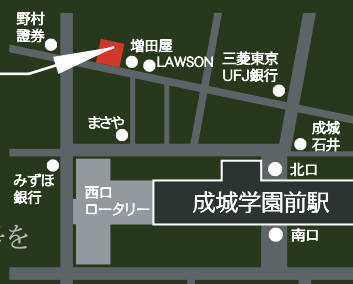 野村
證券
増田屋
LAWSON
三菱東京
UFJ銀行
まさや
成城
石井
みずほ
銀行
北口
西口
ロータリー
成城学園前駅
南口
を